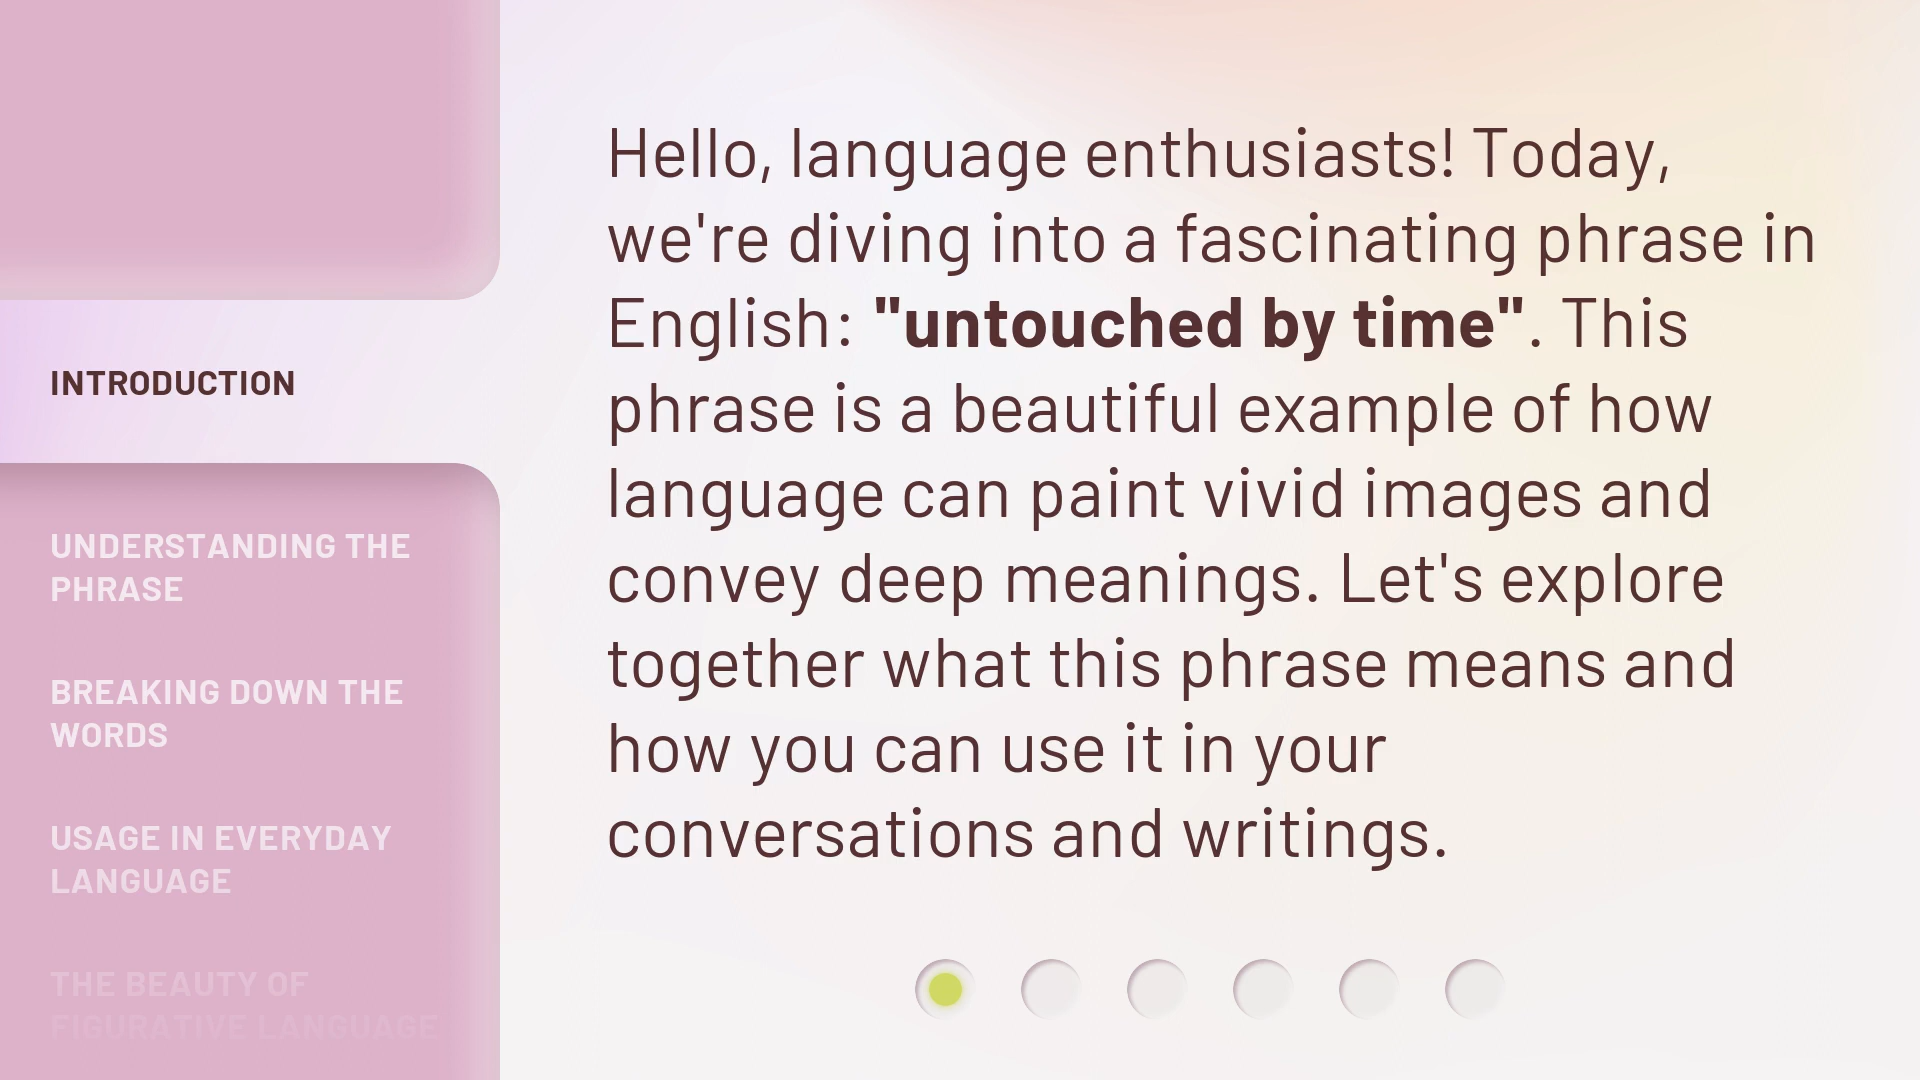 INTRODUCTION
UNDERSTANDING THE
PHRASE
BREAKING DOWN THE
WORDS
USAGE IN EVERYDAY
LANGUAGE
THE BEAUTY OF
FIGURATIVE LANGUAGE
Hello, language enthusiasts! Today,
we're diving into a fascinating phrase in
English: "untouched by time". This
phrase is a beautiful example of how
language can paint vivid images and
convey deep meanings. Let's explore
together what this phrase means and
how you can use it in your
conversations and writings.